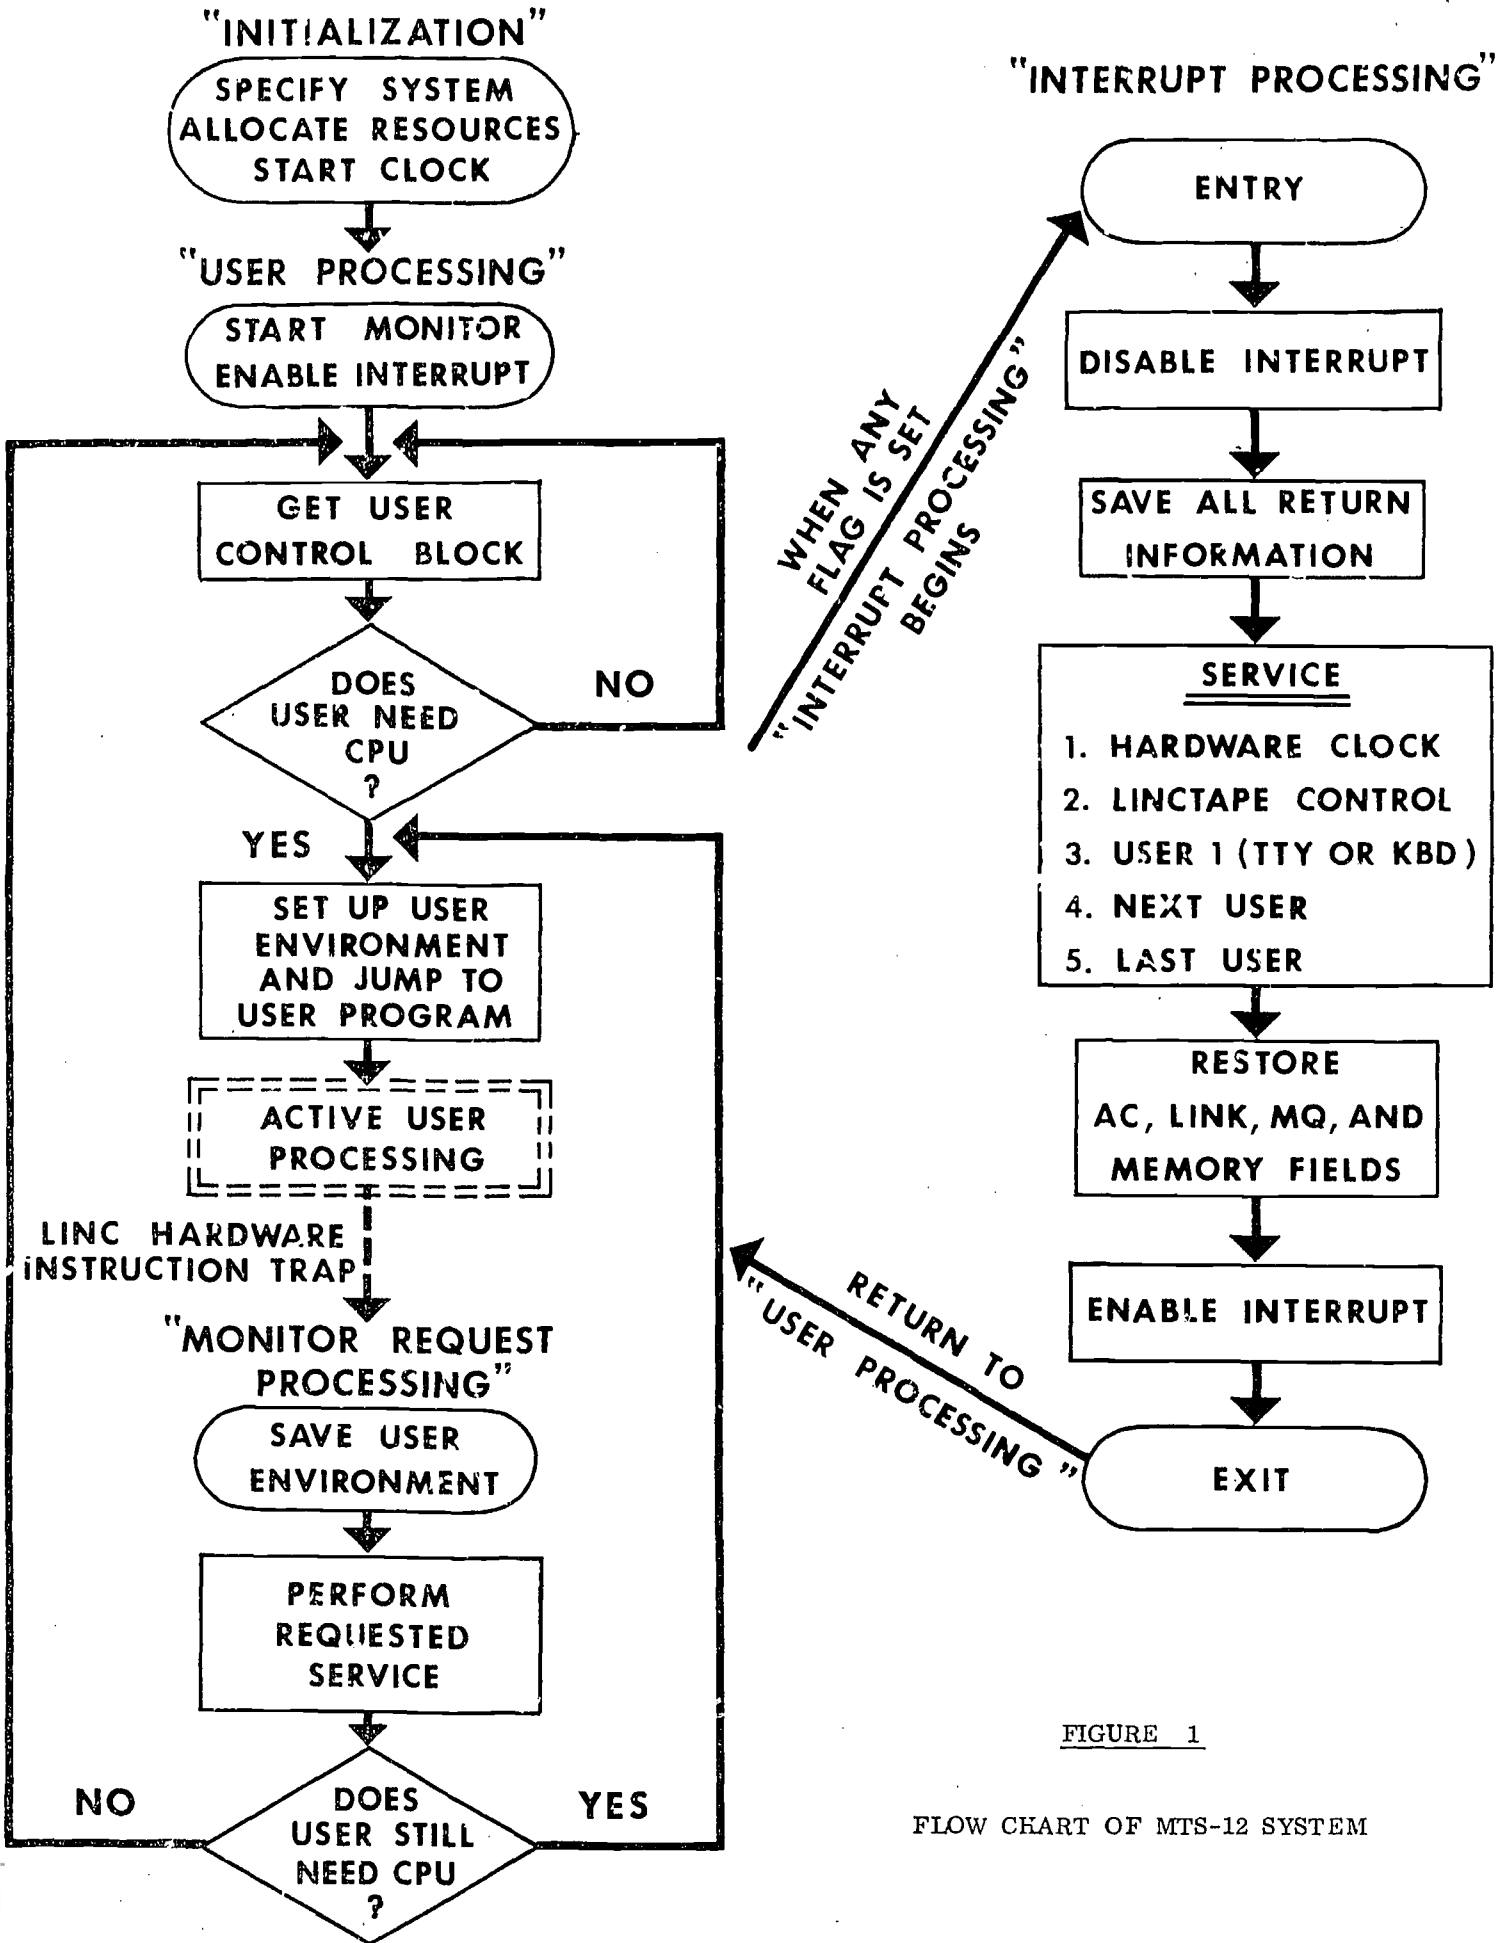 "INITIALIZATION"
SPECIFY SYSTEM
ALLOCATE RESOURCES
START CLOCK
"USER PROCESSING"
START MONITOR
ENABLE INTERRUPT
GET USER
CONTROL BLOCK
DOES
USER NEED
CPU
?
NO
YES
SET UP USER
ENVIRONMENT
AND JUMP TO
USER PROGRAM
ACTIVE USER
PROCESSING
LINC HARDWARE
INSTRUCTION TRAP
"MONITOR REQUEST
PROCESSING"
SAVE USER
ENVIRONMENT
PERFORM
REQUESTED
SERVICE
DOES
USER STILL
NEED CPU
?
NO
YES
WHEN ANY
FLAG IS SET
"INTERRUPT PROCESSING"
BEGINS
"INTERRUPT PROCESSING"
ENTRY
DISABLE INTERRUPT
SAVE ALL RETURN
INFORMATION
SERVICE
1. HARDWARE CLOCK
2. LINCTAPE CONTROL
3. USER 1 (TTY OR KBD)
4. NEXT USER
5. LAST USER
RESTORE
AC, LINK, MQ, AND
MEMORY FIELDS
ENABLE INTERRUPT
EXIT
RETURN TO
"USER PROCESSING"
FIGURE 1
FLOW CHART OF MTS-12 SYSTEM